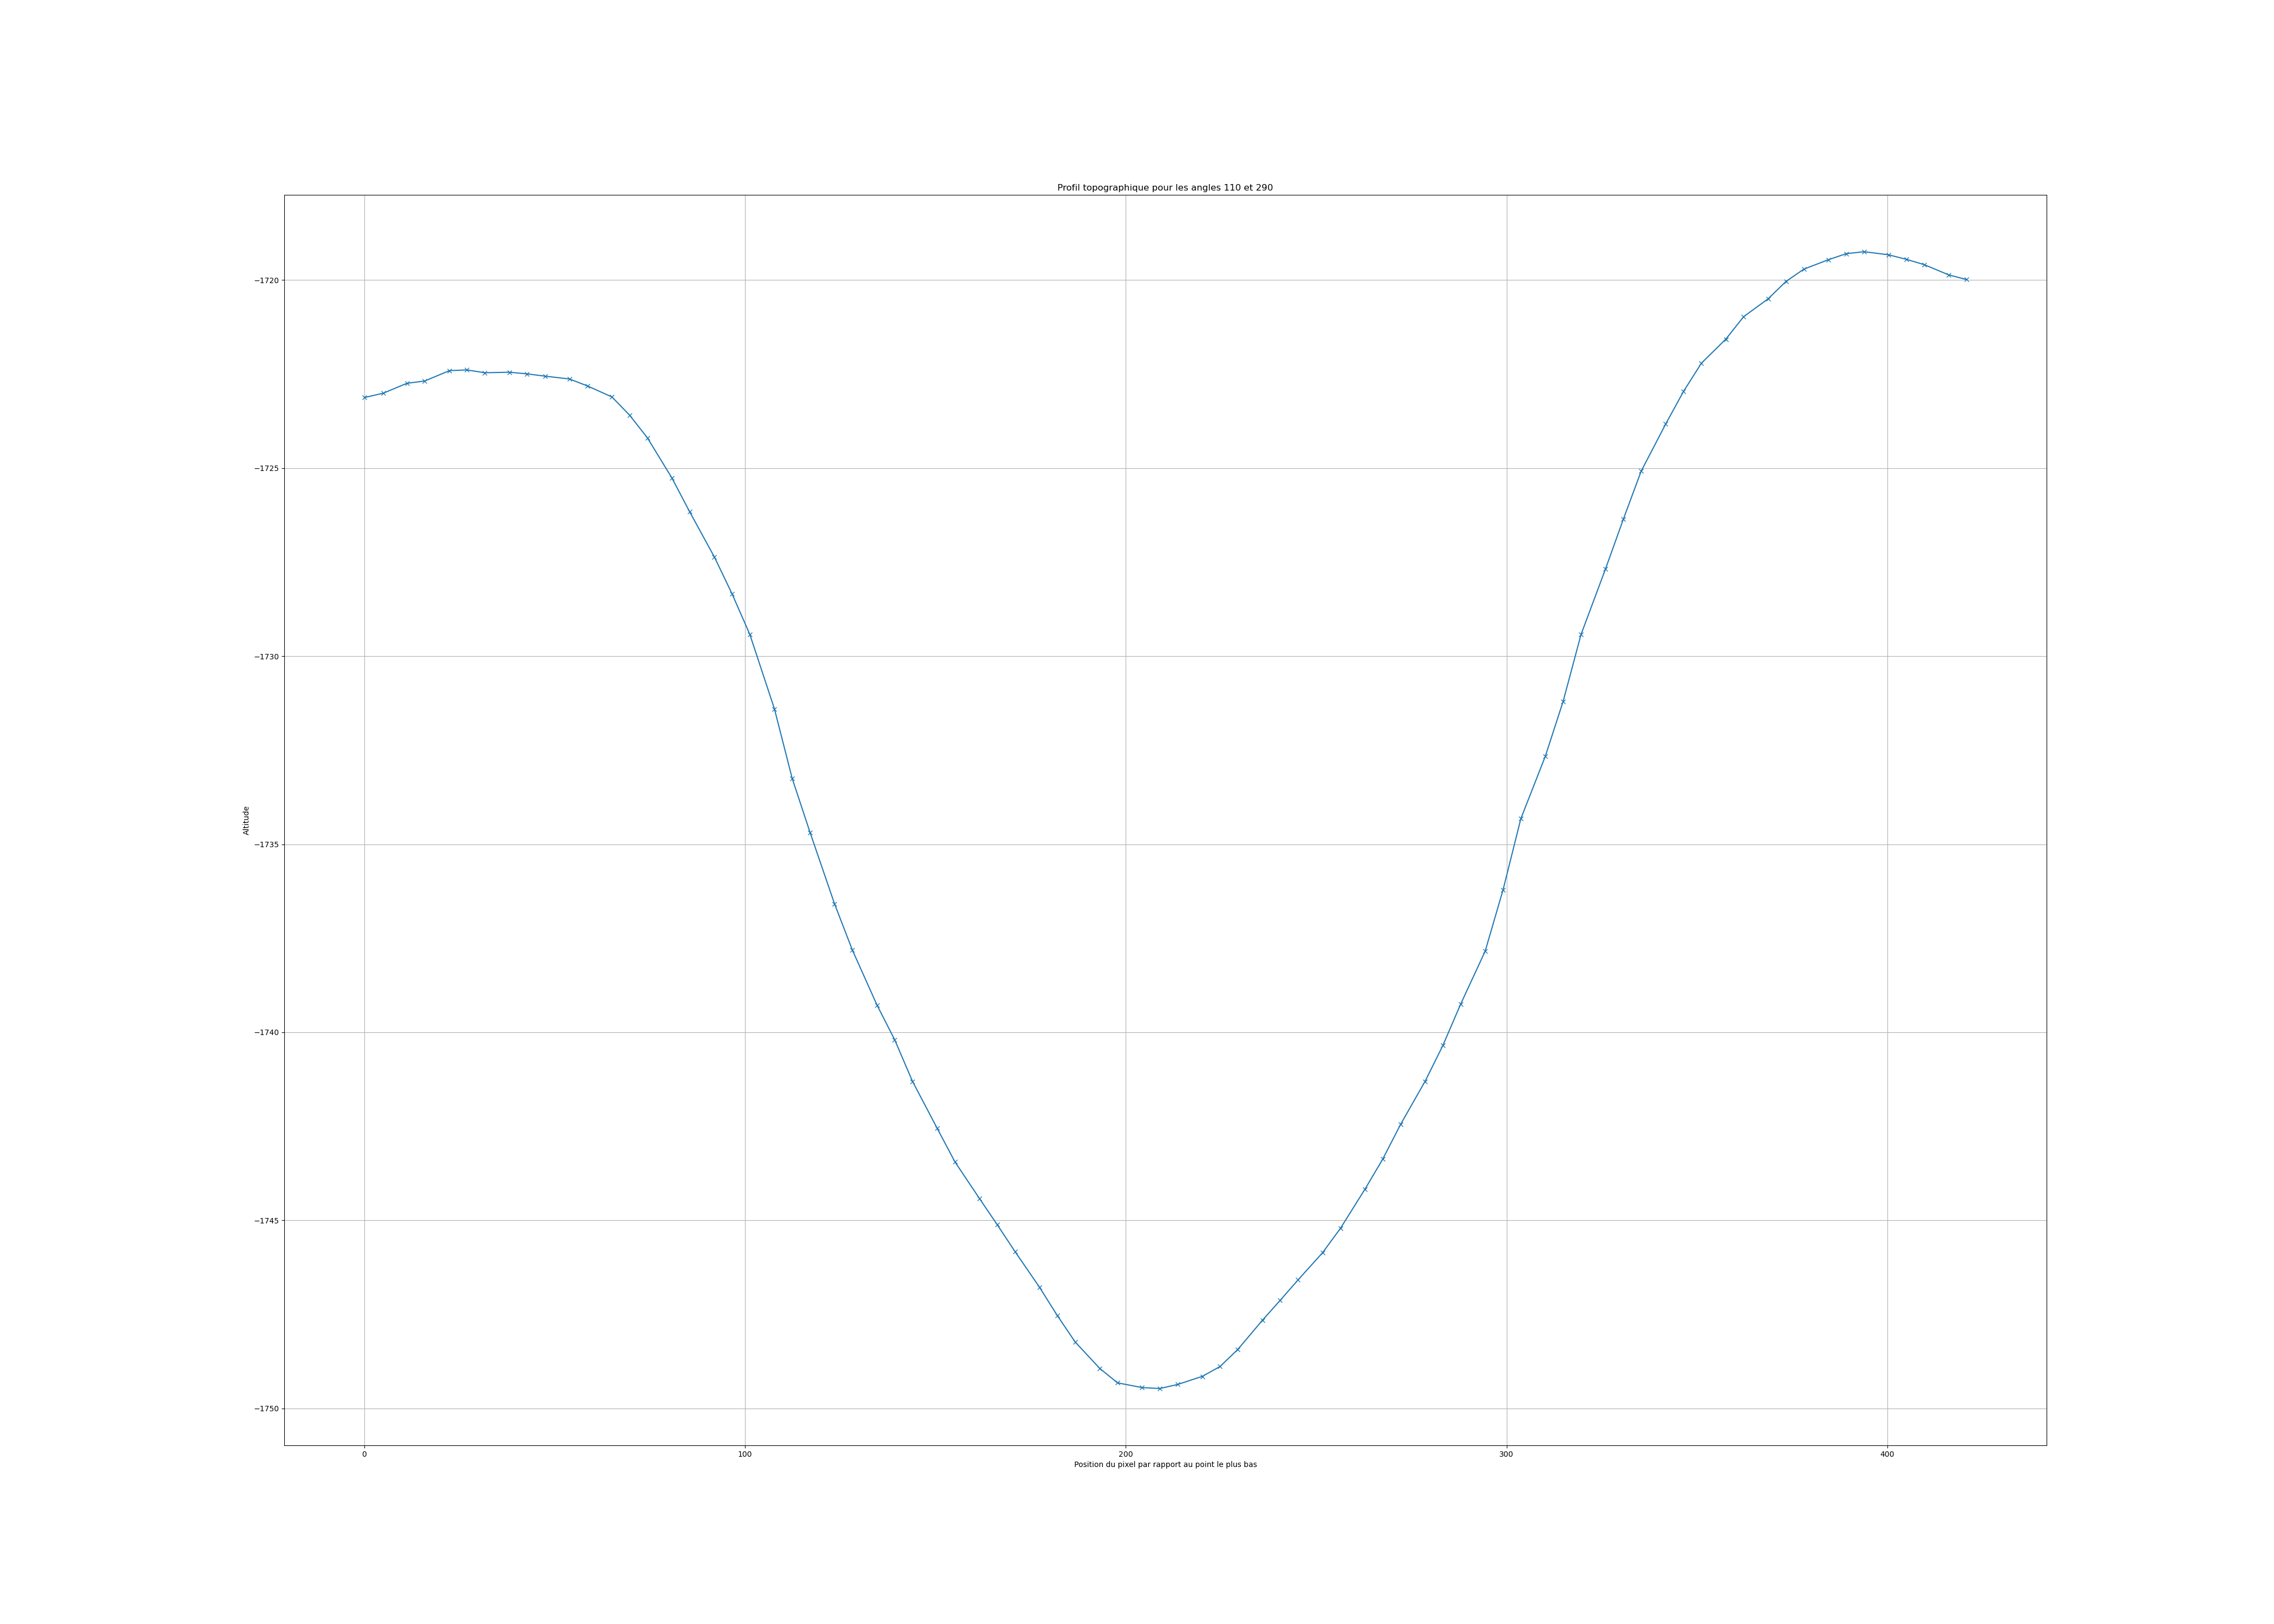 Profil topographique pour les angles 110 et 290
Altitude
−1720
−1725
−1730
−1735
−1740
−1745
−1750
0 100 200 300 400
Position du pixel par rapport au point le plus bas